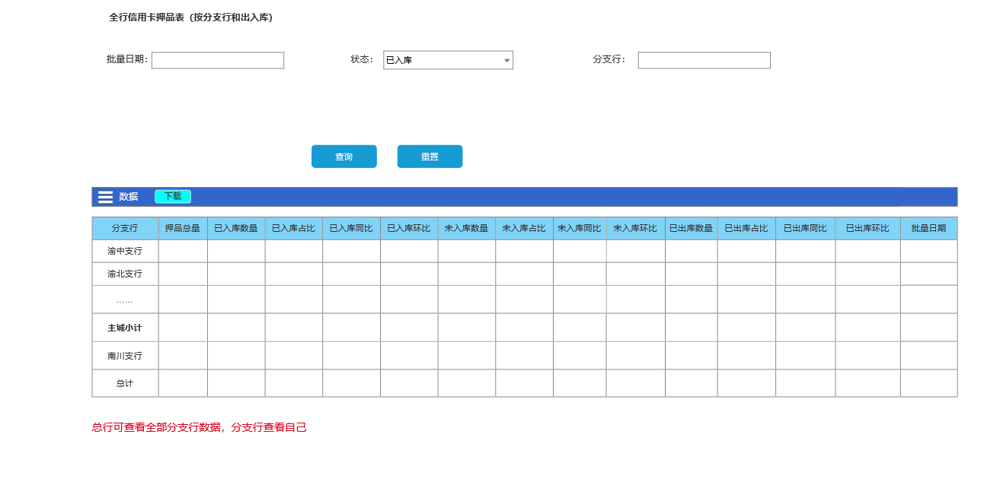 全行信用卡押品表（按分支行和出入库）
批量日期： 状态： 已入库 分支行：
查询 重置
数据 下载
分支行 押品总量 已入库数量 已入库占比 已入库同比 已入库环比 未入库数量 未入库占比 未入库同比 未入库环比 已出库数量 已出库占比 已出库同比 已出库环比 批量日期
渝中支行
渝北支行
……
主城小计
南川支行
总计
总行可查看全部分支行数据，分支行查看自己